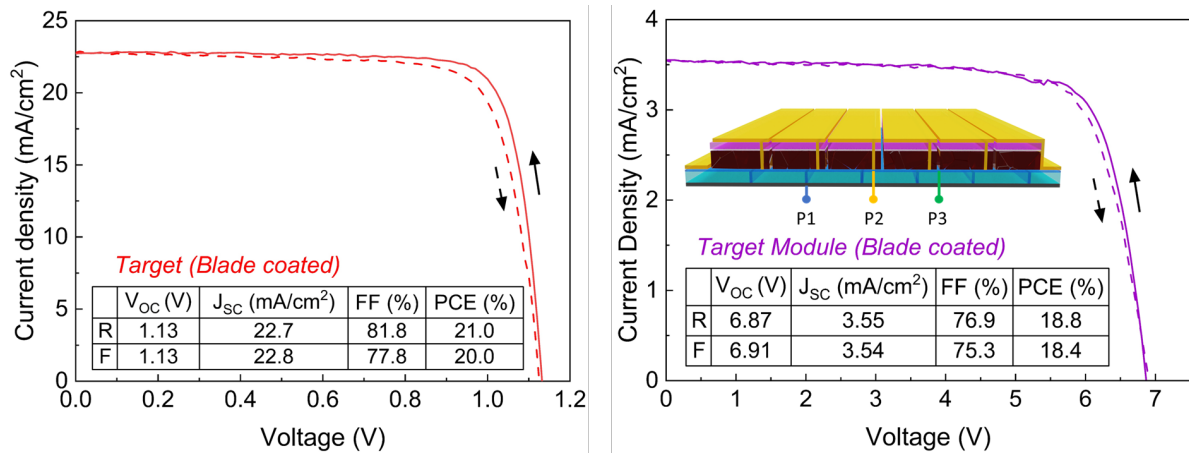 25
20
15
10
5
0
0.0 0.2 0.4 0.6 0.8 1.0 1.2
Current density (mA/cm²)
Voltage (V)
Target (Blade coated)
V_OC (V) J_SC (mA/cm²) FF (%) PCE (%)
R 1.13 22.7 81.8 21.0
F 1.13 22.8 77.8 20.0
4
3
2
1
0
0 1 2 3 4 5 6 7
Current Density (mA/cm²)
Voltage (V)
P1 P2 P3
Target Module (Blade coated)
V_OC (V) J_SC (mA/cm²) FF (%) PCE (%)
R 6.87 3.55 76.9 18.8
F 6.91 3.54 75.3 18.4